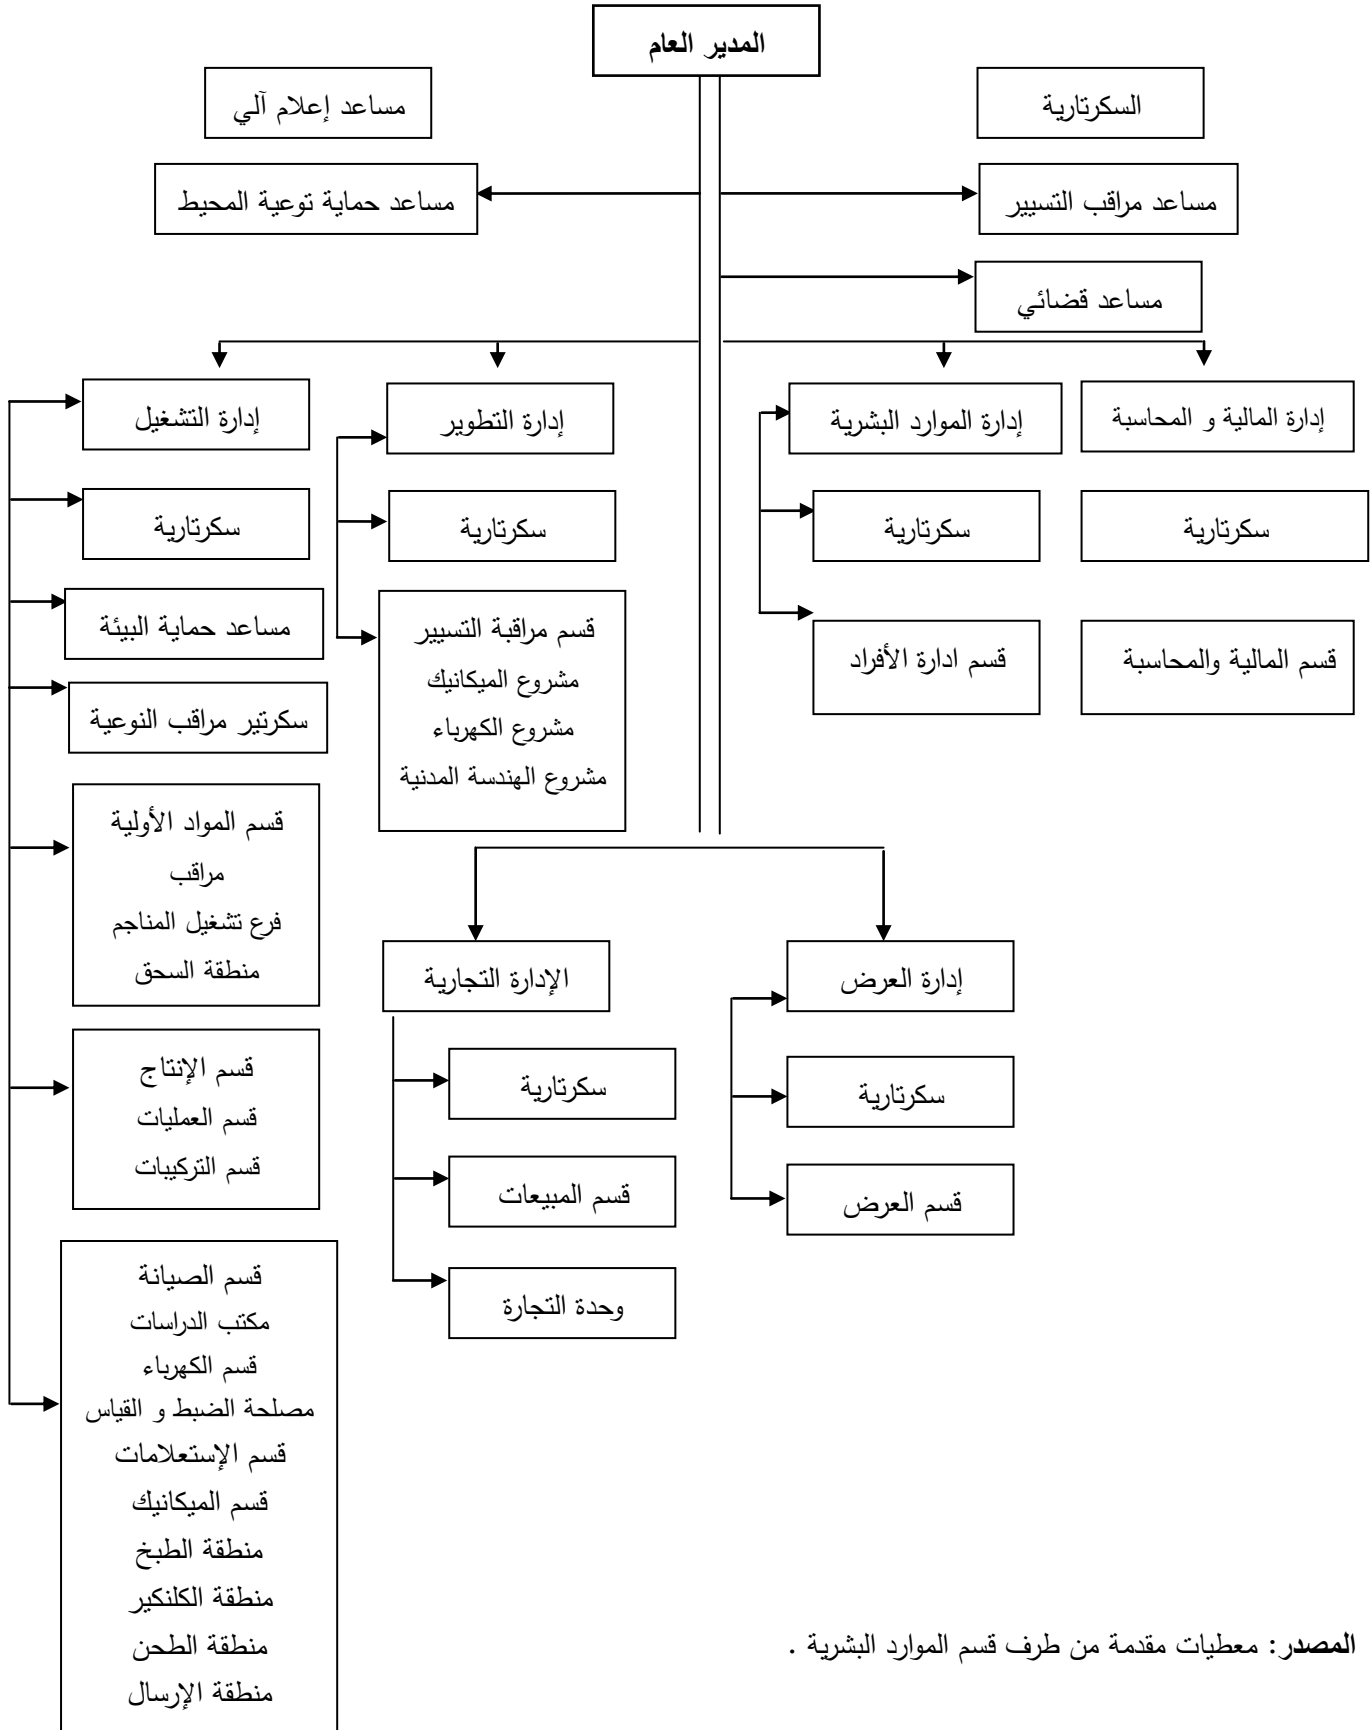 المدير العام
السكرتارية
مساعد إعلام آلي
مساعد مراقب التسيير
مساعد حماية توعية المحيط
مساعد قضائي
إدارة المالية و المحاسبة
إدارة الموارد البشرية
إدارة التطوير
إدارة التشغيل
سكرتارية
سكرتارية
سكرتارية
سكرتارية
قسم المالية والمحاسبة
قسم ادارة الأفراد
قسم مراقبة التسيير
مشروع الميكانيك
مشروع الكهرباء
مشروع الهندسة المدنية
مساعد حماية البيئة
سكرتير مراقب النوعية
قسم المواد الأولية
مراقب
فرع تشغيل المناجم
منطقة السحق
قسم الإنتاج
قسم العمليات
قسم التركيبات
قسم الصيانة
مكتب الدراسات
قسم الكهرباء
مصلحة الضبط و القياس
قسم الإستعلامات
قسم الميكانيك
منطقة الطبخ
منطقة الكلنكير
منطقة الطحن
منطقة الإرسال
إدارة العرض
سكرتارية
قسم العرض
الإدارة التجارية
سكرتارية
قسم المبيعات
وحدة التجارة
المصدر: معطيات مقدمة من طرف قسم الموارد البشرية .